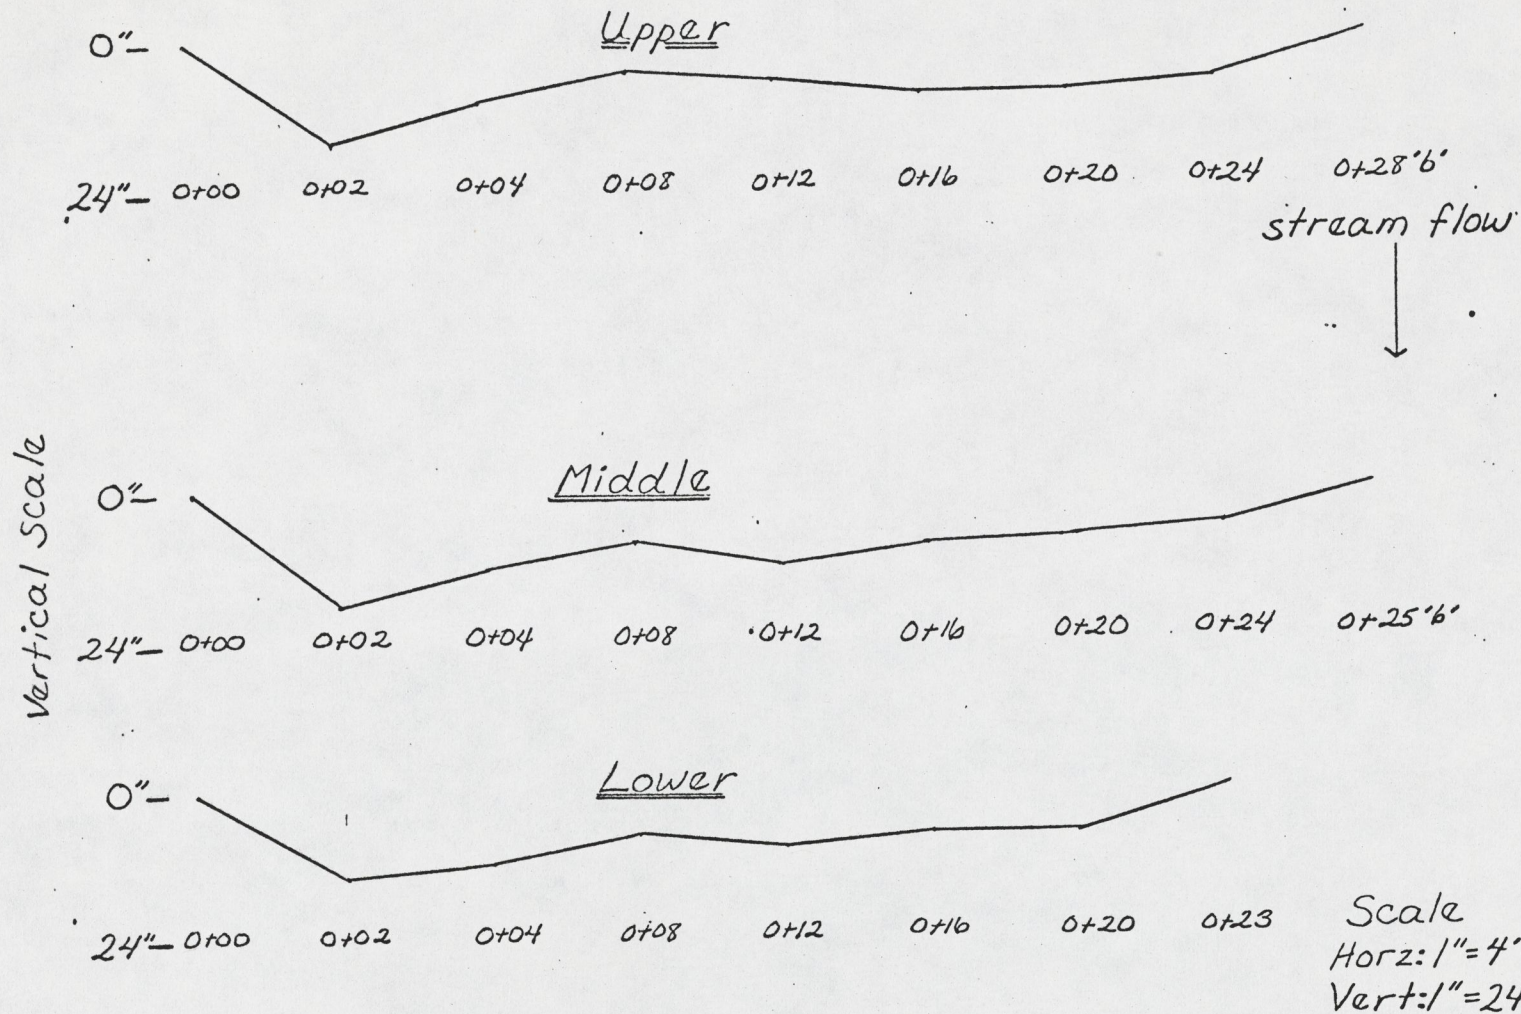 Upper
0"—
24"— 0+00 0+02 0+04 0+08 0+12 0+16 0+20 0+24 0+28'6"
stream flow
Vertical Scale
Middle
0"—
24"— 0+00 0+02 0+04 0+08 0+12 0+16 0+20 0+24 0+25'6"
Lower
0"—
24"— 0+00 0+02 0+04 0+08 0+12 0+16 0+20 0+23
Scale
Horz: 1"=4'
Vert: 1"=24